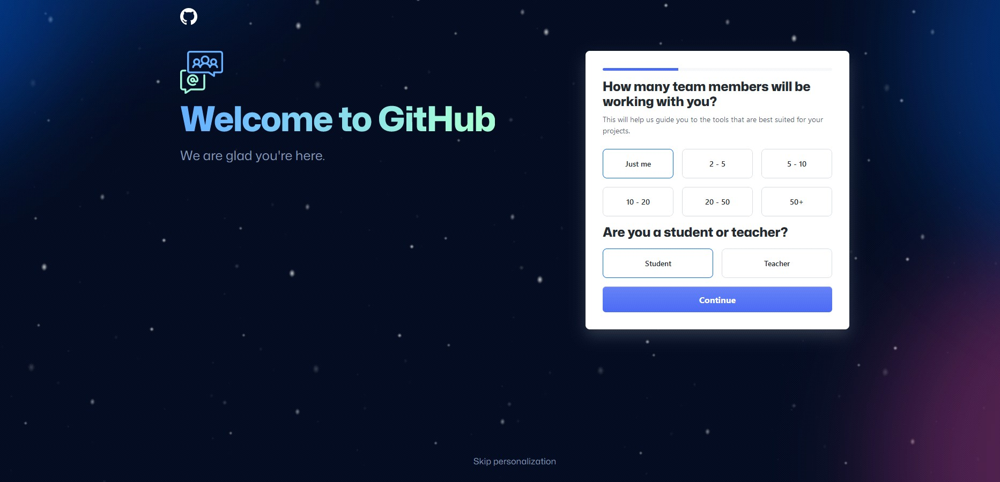 Welcome to GitHub
We are glad you're here.
How many team members will be
working with you?
This will help us guide you to the tools that are best suited for your
projects.
Just me
2 - 5
5 - 10
10 - 20
20 - 50
50+
Are you a student or teacher?
Student
Teacher
Continue
Skip personalization